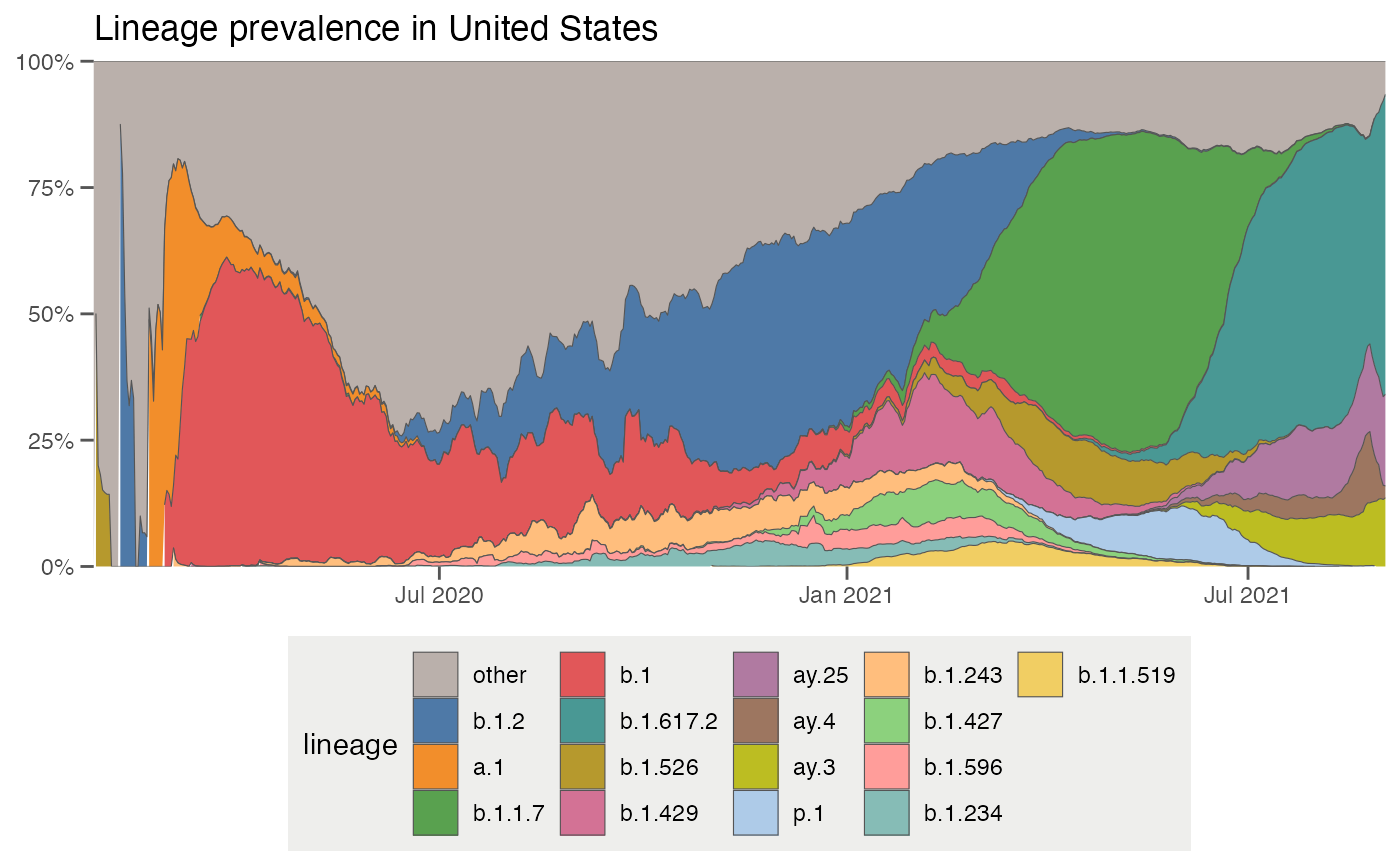 Lineage prevalence in United States
100%
75%
50%
25%
0%
Jul 2020 Jan 2021 Jul 2021
lineage
other b.1 ay.25 b.1.243 b.1.1.519
b.1.2 b.1.617.2 ay.4 b.1.427
a.1 b.1.526 ay.3 b.1.596
b.1.1.7 b.1.429 p.1 b.1.234